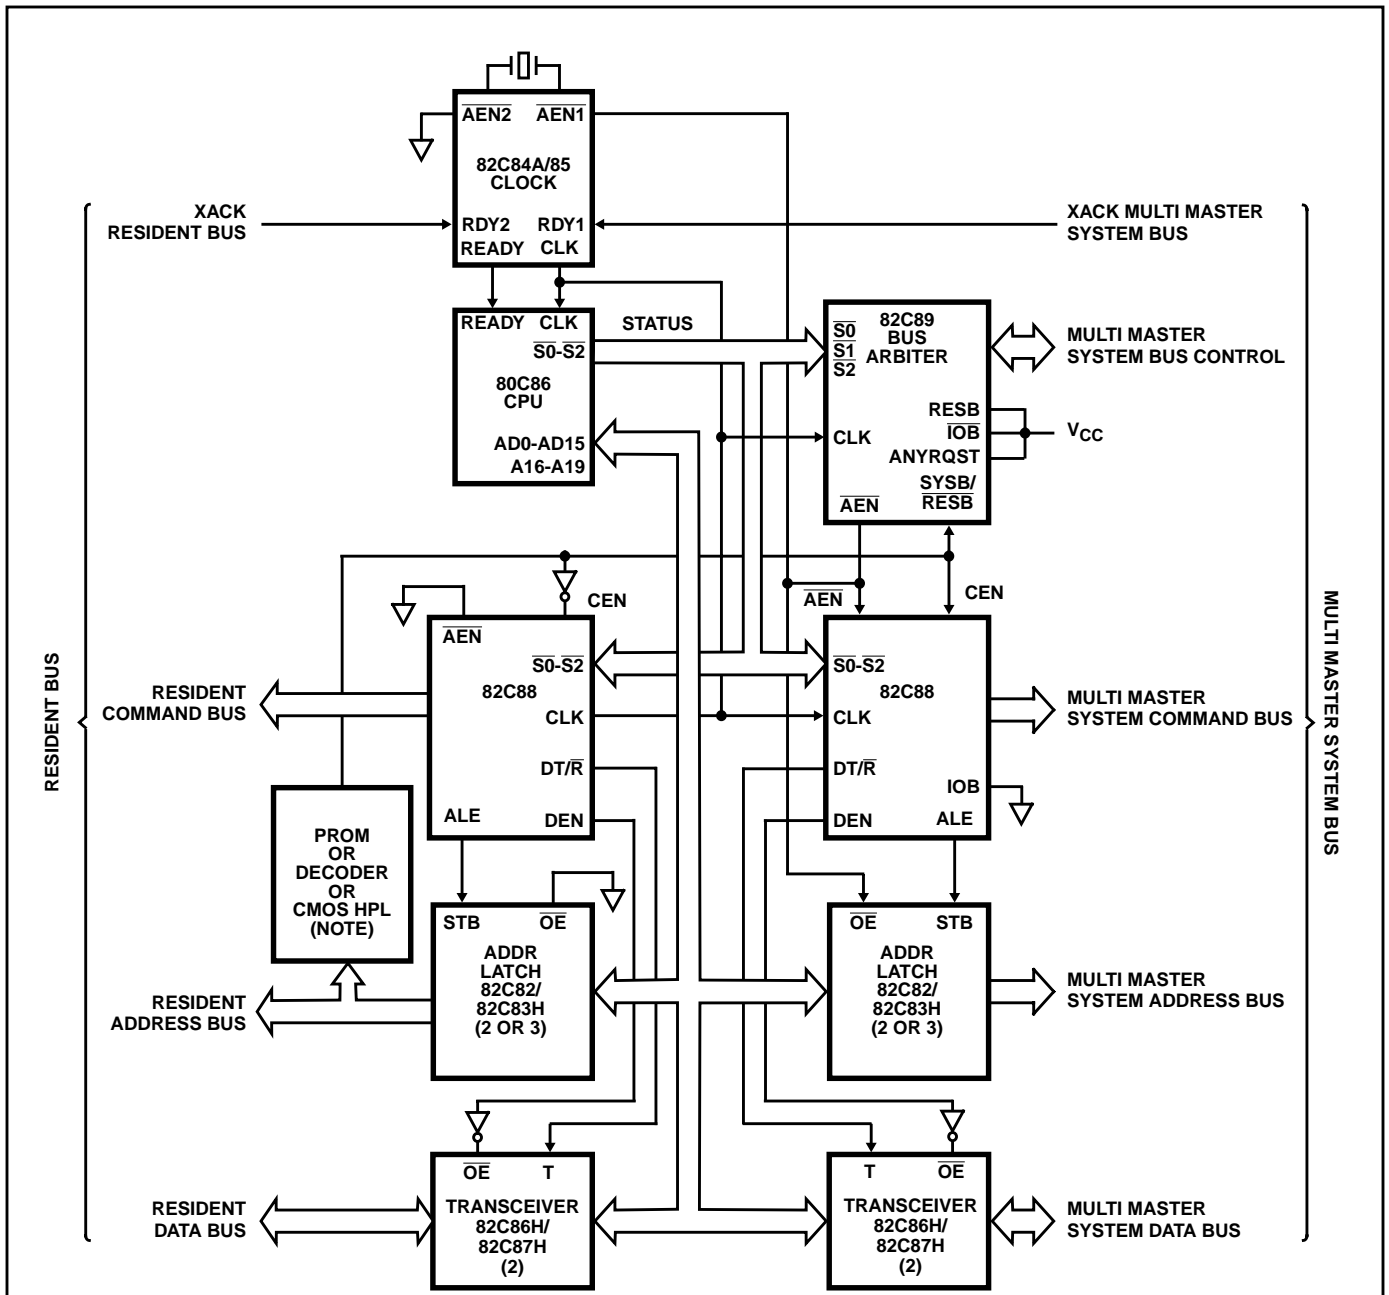 AEN2 AEN1
82C84A/85
CLOCK
RDY2 RDY1
READY CLK
XACK
RESIDENT BUS
XACK MULTI MASTER
SYSTEM BUS
READY CLK
S0-S2
80C86
CPU
AD0-AD15
A16-A19
STATUS
S0
S1
S2
82C89
BUS
ARBITER
CLK
RESB
IOB
ANYRQST
SYSB/
RESB
AEN
MULTI MASTER
SYSTEM BUS CONTROL
VCC
CEN
AEN
CEN
AEN
S0-S2
82C88
CLK
DT/R
ALE DEN
S0-S2
82C88
CLK
DT/R
IOB
DEN ALE
RESIDENT
COMMAND BUS
MULTI MASTER
SYSTEM COMMAND BUS
RESIDENT BUS
MULTI MASTER SYSTEM BUS
PROM
OR
DECODER
OR
CMOS HPL
(NOTE)
STB OE
ADDR
LATCH
82C82/
82C83H
(2 OR 3)
OE STB
ADDR
LATCH
82C82/
82C83H
(2 OR 3)
RESIDENT
ADDRESS BUS
MULTI MASTER
SYSTEM ADDRESS BUS
OE T
TRANSCEIVER
82C86H/
82C87H
(2)
T OE
TRANSCEIVER
82C86H/
82C87H
(2)
RESIDENT
DATA BUS
MULTI MASTER
SYSTEM DATA BUS